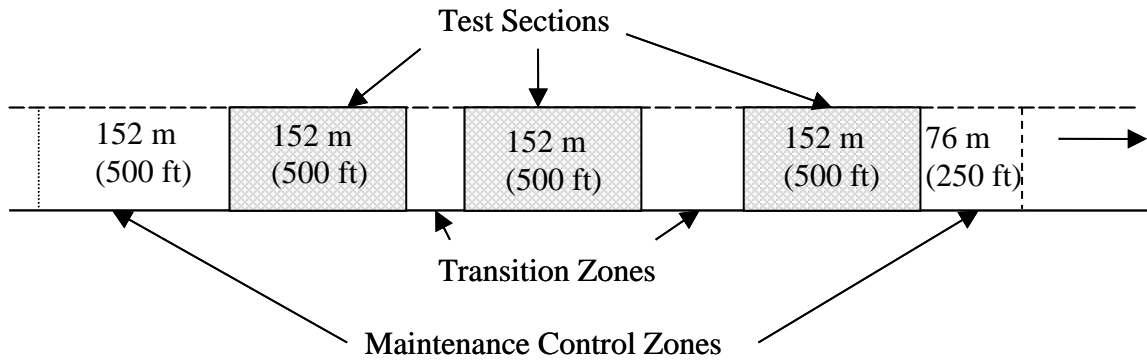 Test Sections
152 m
(500 ft)
152 m
(500 ft)
152 m
(500 ft)
152 m
(500 ft)
76 m
(250 ft)
Transition Zones
Maintenance Control Zones